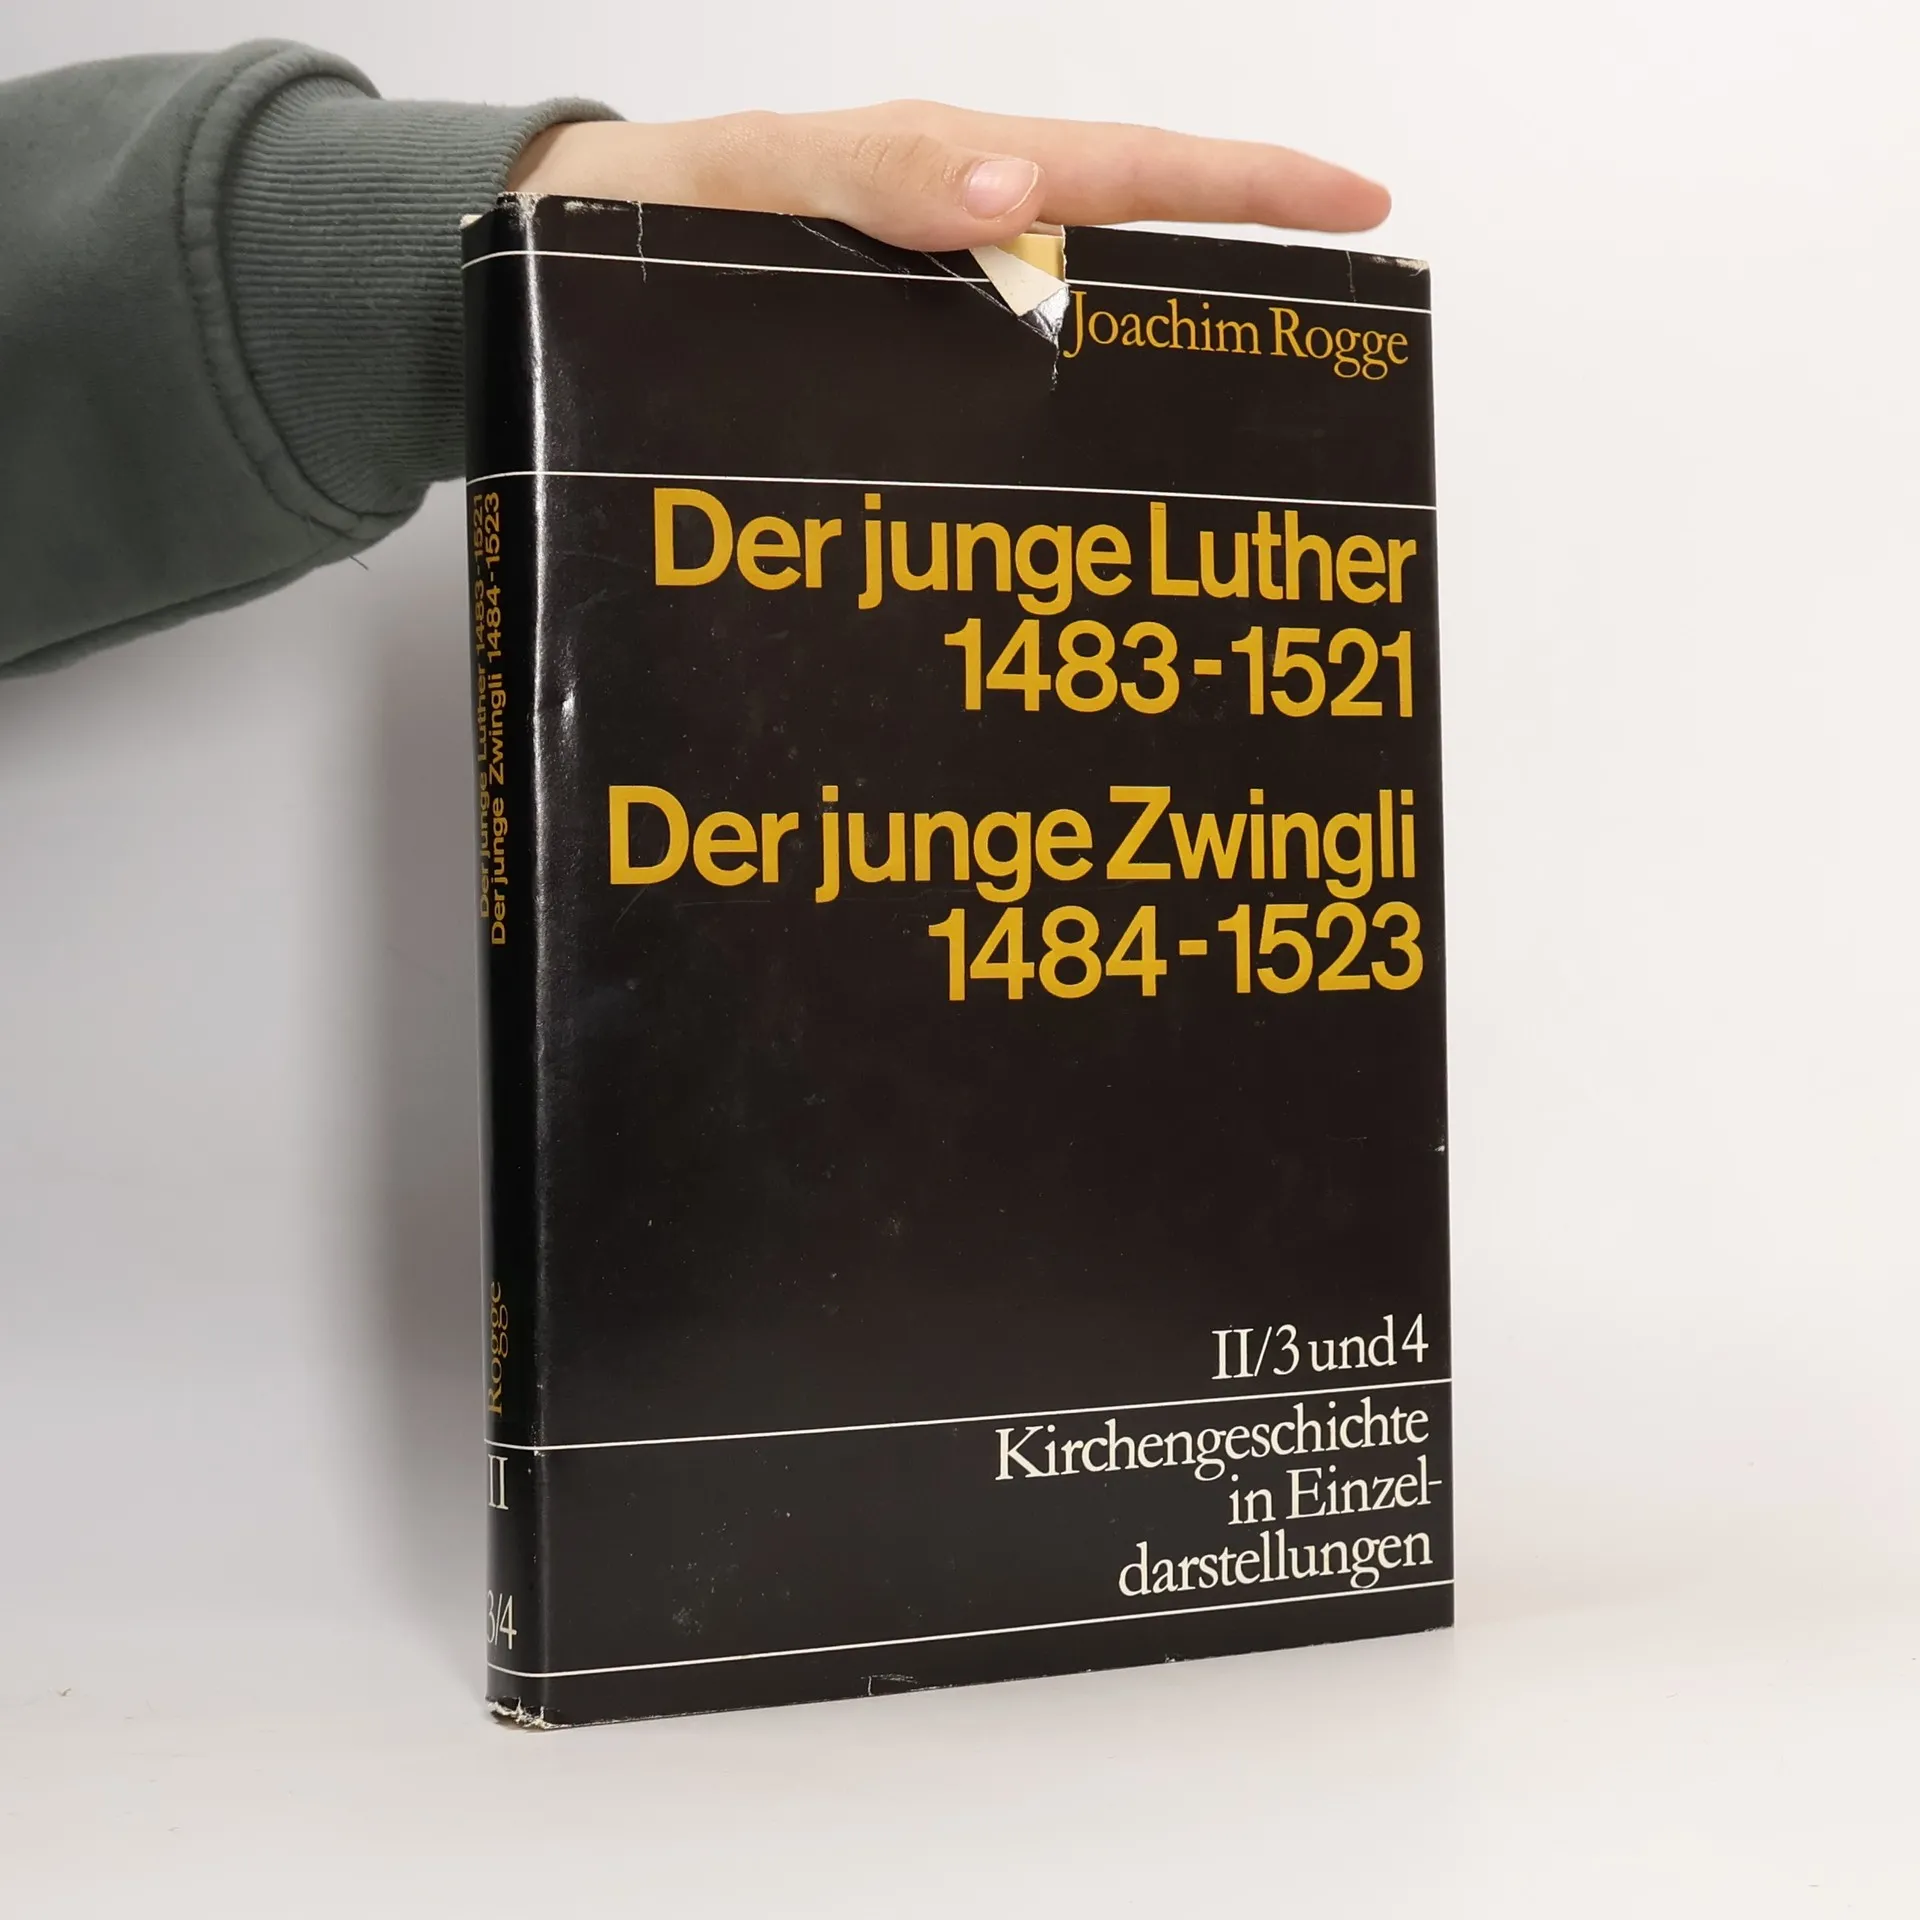 Joachim Rogge
Der junge Luther
1483-1521
Der junge Zwingli
1484-1523
II/3 und 4
Kirchengeschichte
in Einzel-
darstellungen
Der junge Luther 1483-1521
Der junge Zwingli 1484-1523
Rogge
II
3/4